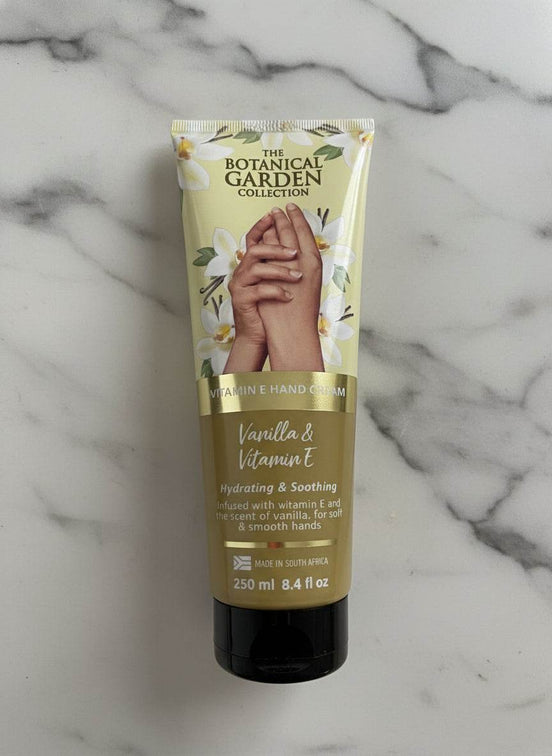 THE
BOTANICAL
GARDEN
COLLECTION
VITAMIN E HAND CREAM
Vanilla &
Vitamin E
Hydrating & Soothing
Infused with vitamin E and
the scent of vanilla, for soft
& smooth hands
MADE IN SOUTH AFRICA
250 ml 8.4 fl oz